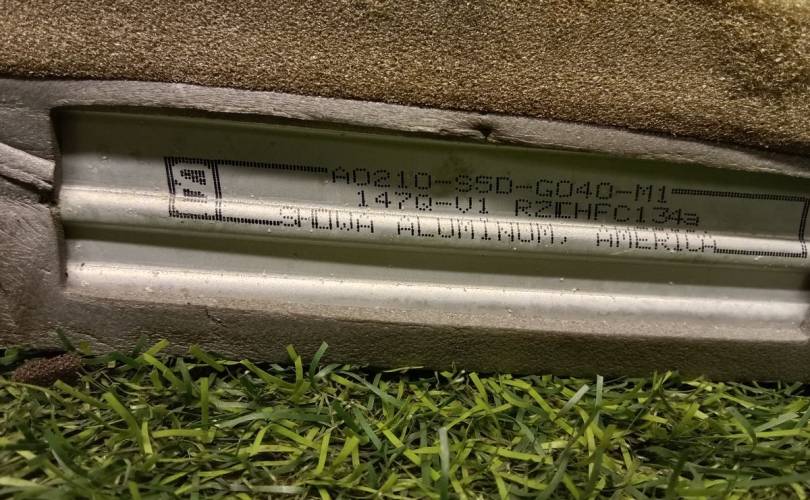 A0210-SSD-G040-M1
1470-V1 RZCHFC134a
SHOWA ALUMINUM, AMERICA